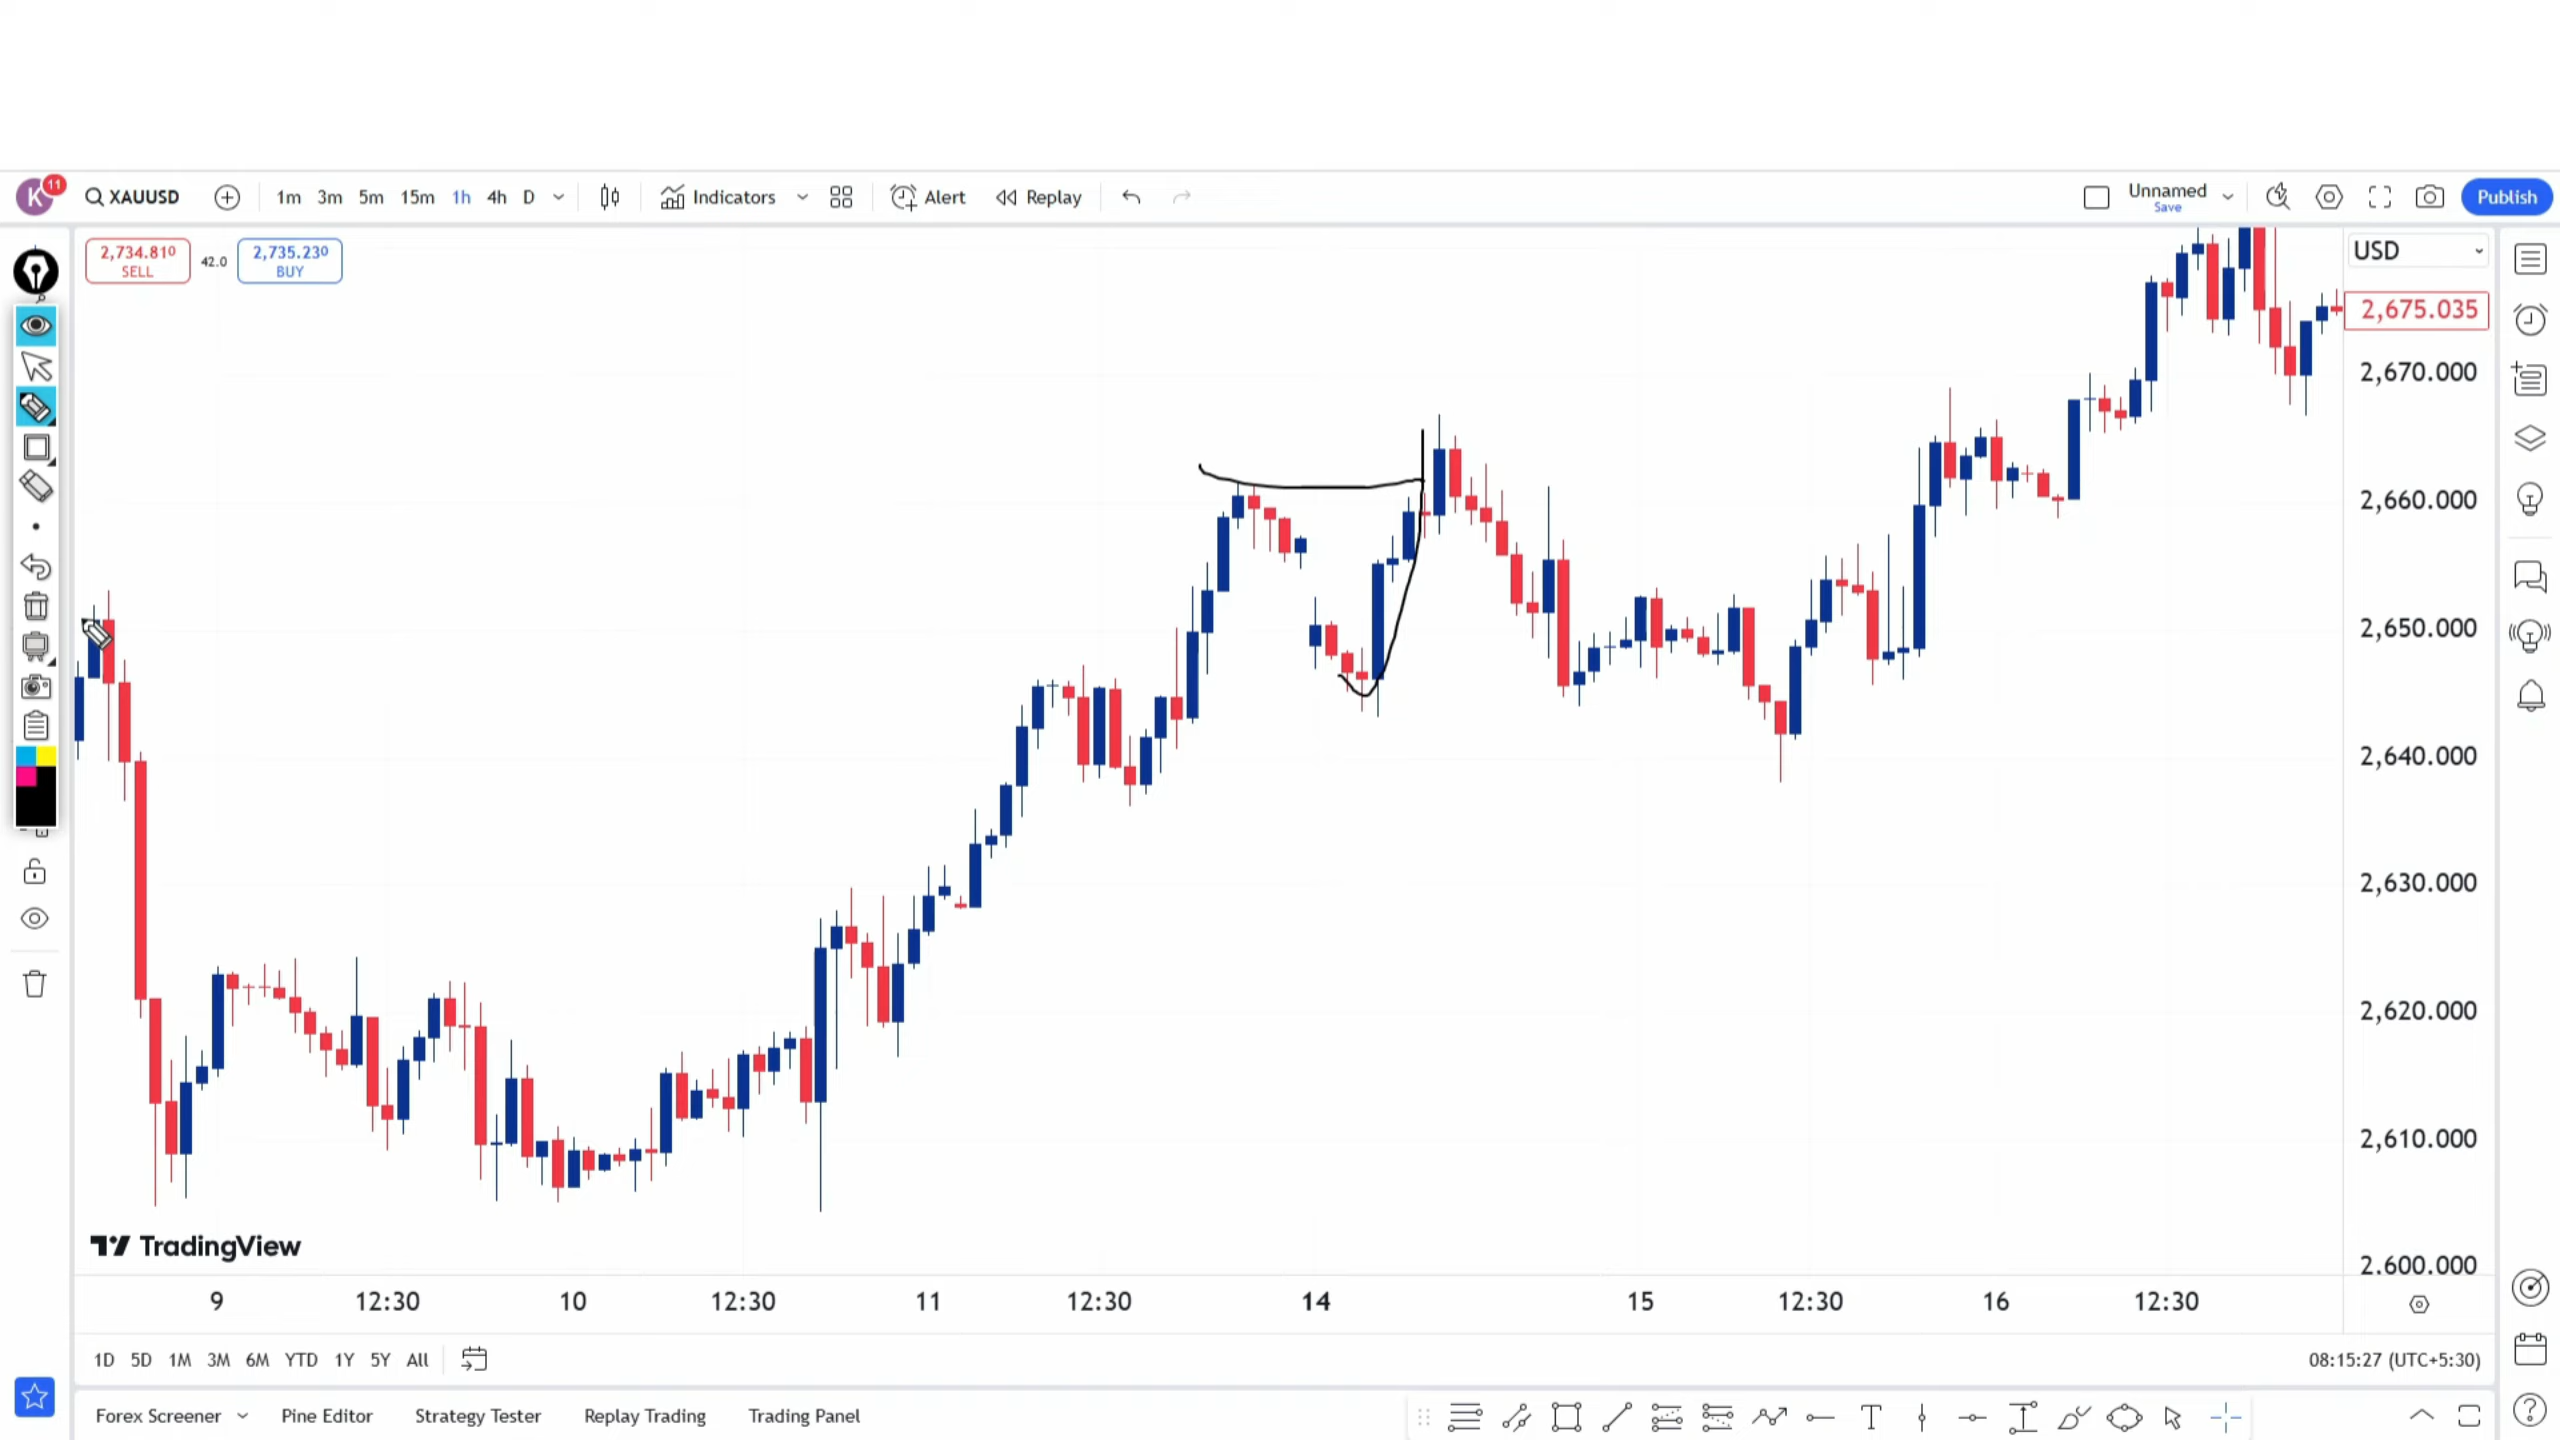 K 11 XAUUSD 1m 3m 5m 15m 1h 4h D Indicators Alert Replay Unnamed Save Publish
2,734.810 SELL 42.0 2,735.230 BUY USD
2,675.035
2,670.000
2,660.000
2,650.000
2,640.000
2,630.000
2,620.000
2,610.000
2.600.000
TradingView
9 12:30 10 12:30 11 12:30 14 15 12:30 16 12:30
1D 5D 1M 3M 6M YTD 1Y 5Y All 08:15:27 (UTC+5:30)
Forex Screener Pine Editor Strategy Tester Replay Trading Trading Panel